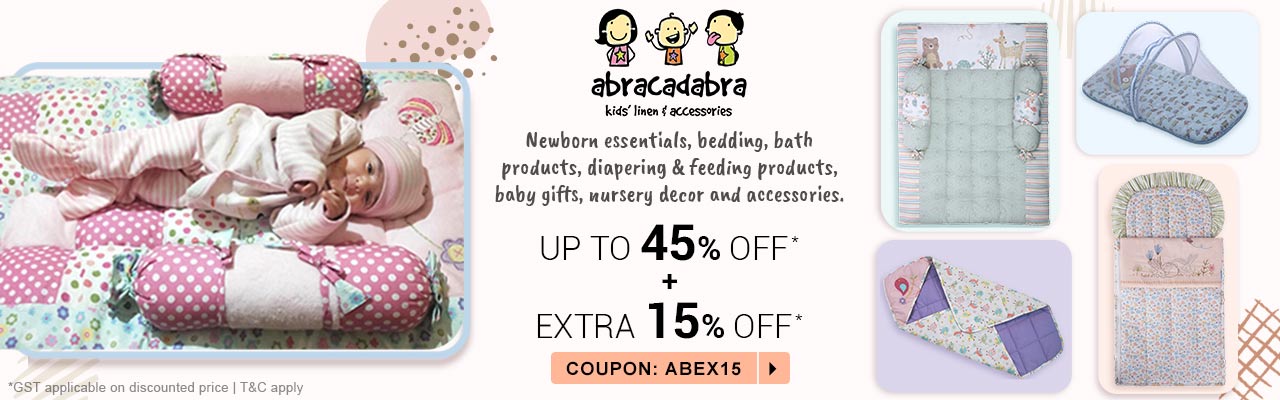 abracadabra
kids' linen & accessories
Newborn essentials, bedding, bath
products, diapering & feeding products,
baby gifts, nursery decor and accessories.
UP TO 45% OFF*
+
EXTRA 15% OFF*
COUPON: ABEX15
*GST applicable on discounted price | T&C apply